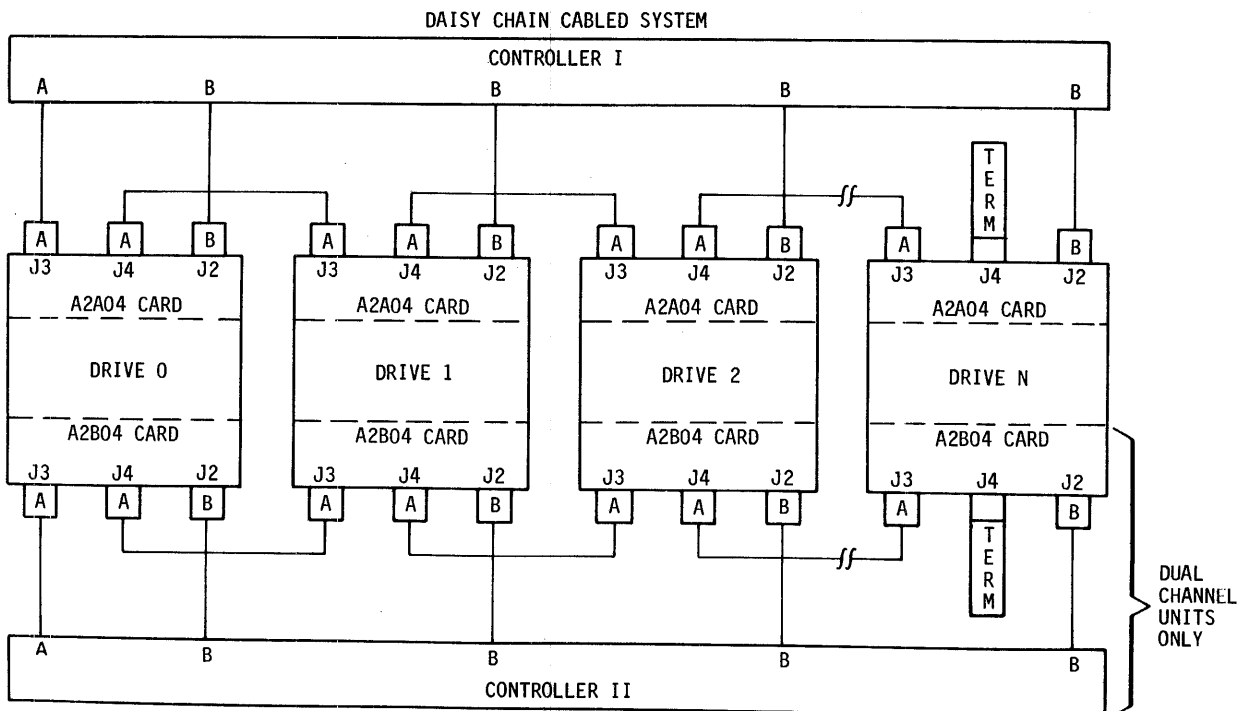 DAISY CHAIN CABLED SYSTEM
CONTROLLER I
A B B B B
TERM
A A B A A B A A B A B
J3 J4 J2 J3 J4 J2 J3 J4 J2 J3 J4 J2
A2A04 CARD A2A04 CARD A2A04 CARD A2A04 CARD
DRIVE 0 DRIVE 1 DRIVE 2 DRIVE N
A2B04 CARD A2B04 CARD A2B04 CARD A2B04 CARD
J3 J4 J2 J3 J4 J2 J3 J4 J2 J3 J4 J2
A A B A A B A A B A B
TERM
DUAL
CHANNEL
UNITS
ONLY
A B B B B
CONTROLLER II